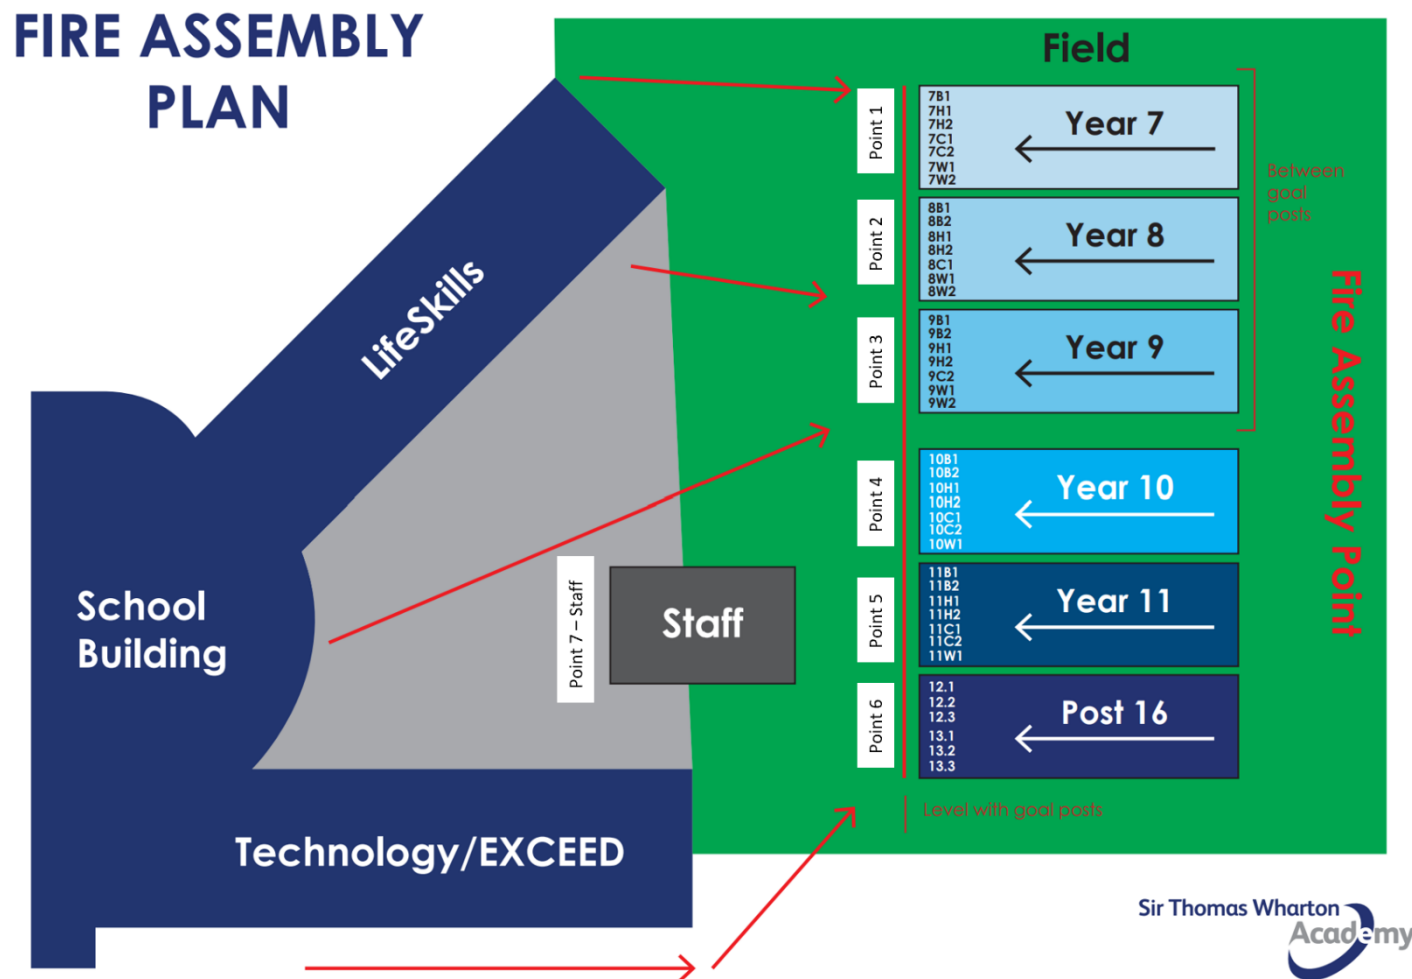 FIRE ASSEMBLY
PLAN
Field
Point 1
7B1
7H1
7H2
7C1
7C2
7W1
7W2
Year 7
Between
goal
posts
Point 2
8B1
8B2
8H1
8H2
8C1
8W1
8W2
Year 8
Point 3
9B1
9B2
9H1
9H2
9C2
9W1
9W2
Year 9
Fire Assembly Point
LifeSkills
Point 4
10B1
10B2
10H1
10H2
10C1
10C2
10W1
Year 10
School
Building
Point 7 – Staff
Staff
Point 5
11B1
11B2
11H1
11H2
11C1
11C2
11W1
Year 11
Point 6
12.1
12.2
12.3
13.1
13.2
13.3
Post 16
Level with goal posts
Technology/EXCEED
Sir Thomas Wharton
Academy